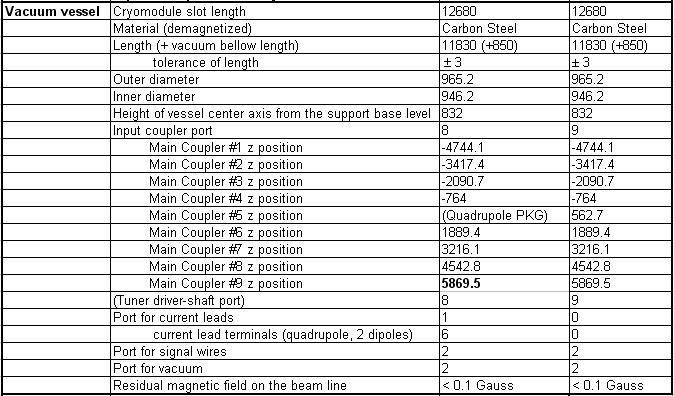 Vacuum vessel Cryomodule slot length 12680 12680
Material (demagnetized) Carbon Steel Carbon Steel
Length (+ vacuum bellow length) 11830 (+850) 11830 (+850)
tolerance of length ± 3 ± 3
Outer diameter 965.2 965.2
Inner diameter 946.2 946.2
Height of vessel center axis from the support base level 832 832
Input coupler port 8 9
Main Coupler #1 z position -4744.1 -4744.1
Main Coupler #2 z position -3417.4 -3417.4
Main Coupler #3 z position -2090.7 -2090.7
Main Coupler #4 z position -764 -764
Main Coupler #5 z position (Quadrupole PKG) 562.7
Main Coupler #6 z position 1889.4 1889.4
Main Coupler #7 z position 3216.1 3216.1
Main Coupler #8 z position 4542.8 4542.8
Main Coupler #9 z position 5869.5 5869.5
(Tuner driver-shaft port) 8 9
Port for current leads 1 0
current lead terminals (quadrupole, 2 dipoles) 6 0
Port for signal wires 2 2
Port for vacuum 2 2
Residual magnetic field on the beam line < 0.1 Gauss < 0.1 Gauss